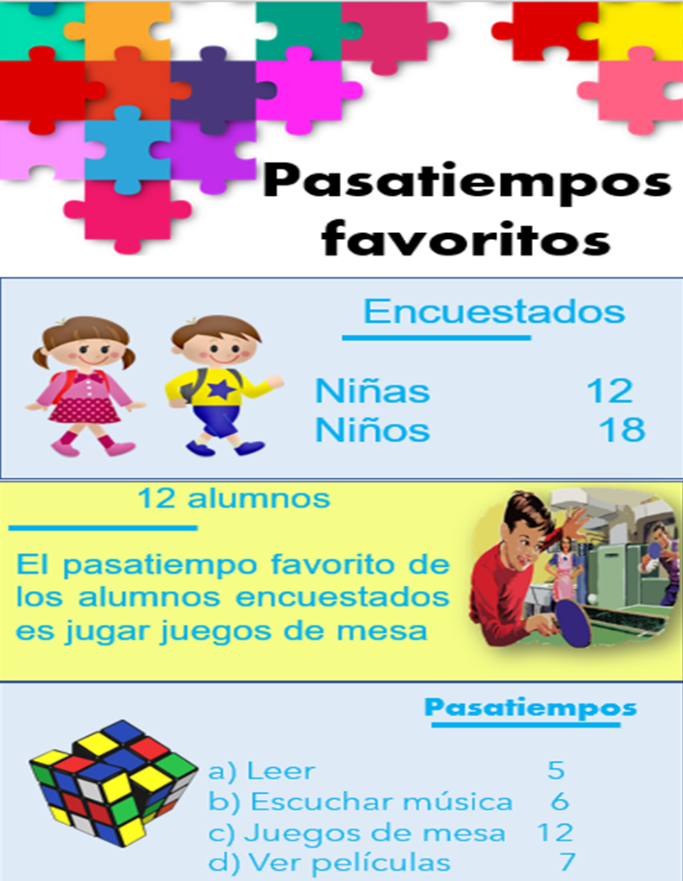 Pasatiempos
favoritos
Encuestados
Niñas 12
Niños 18
12 alumnos
El pasatiempo favorito de
los alumnos encuestados
es jugar juegos de mesa
Pasatiempos
a) Leer 5
b) Escuchar música 6
c) Juegos de mesa 12
d) Ver películas 7